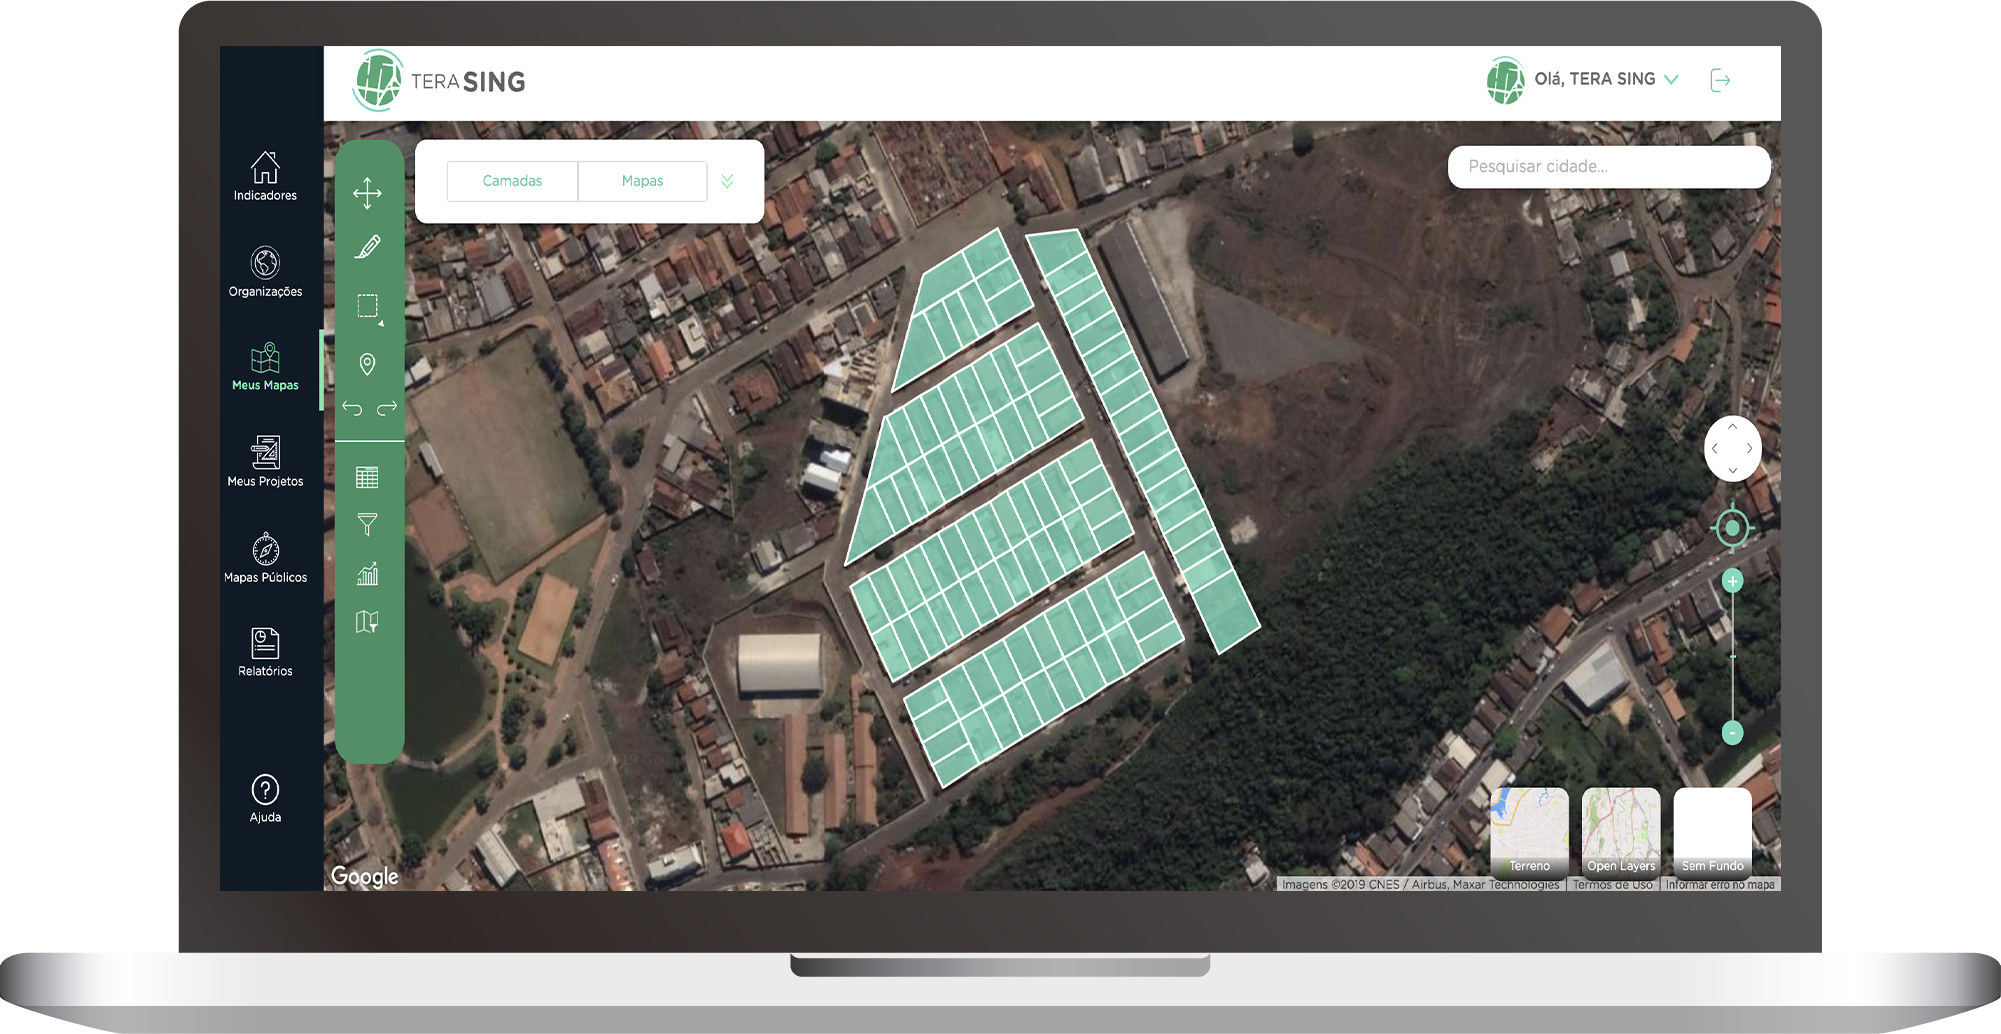 TERA SING
Olá, TERA SING
Indicadores
Organizações
Meus Mapas
Meus Projetos
Mapas Públicos
Relatórios
Ajuda
Camadas
Mapas
Pesquisar cidade...
+
-
Terreno
Open Layers
Sem Fundo
Google
Imagens ©2019 CNES / Airbus, Maxar Technologies
Termos de Uso
Informar erro no mapa